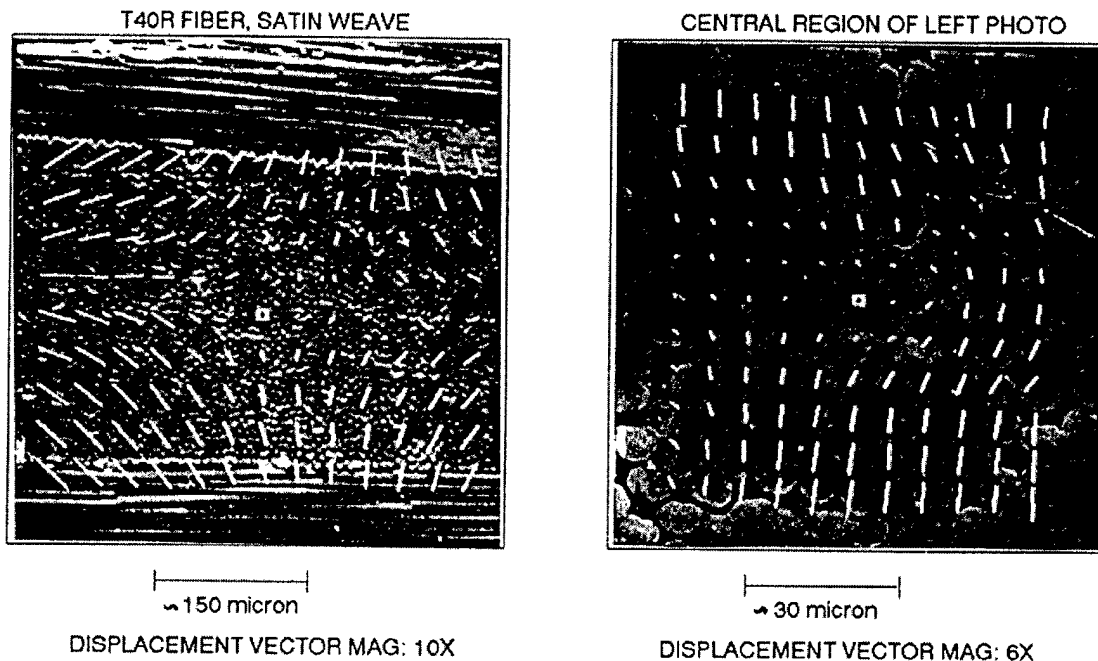 T40R FIBER, SATIN WEAVE
CENTRAL REGION OF LEFT PHOTO
~ 150 micron
~ 30 micron
DISPLACEMENT VECTOR MAG: 10X
DISPLACEMENT VECTOR MAG: 6X